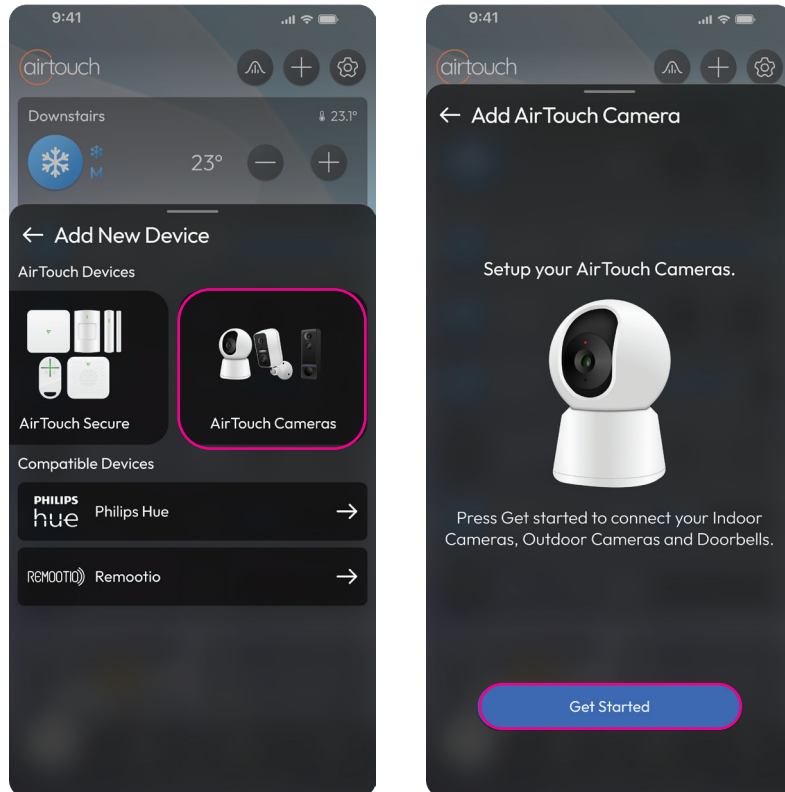 9:41
airtouch
Downstairs
23.1°
M
23°
Add New Device
AirTouch Devices
AirTouch Secure
AirTouch Cameras
Compatible Devices
PHILIPS
hue
Philips Hue
REMOOTIO
Remootio
9:41
airtouch
Add AirTouch Camera
Setup your AirTouch Cameras.
Press Get started to connect your Indoor
Cameras, Outdoor Cameras and Doorbells.
Get Started